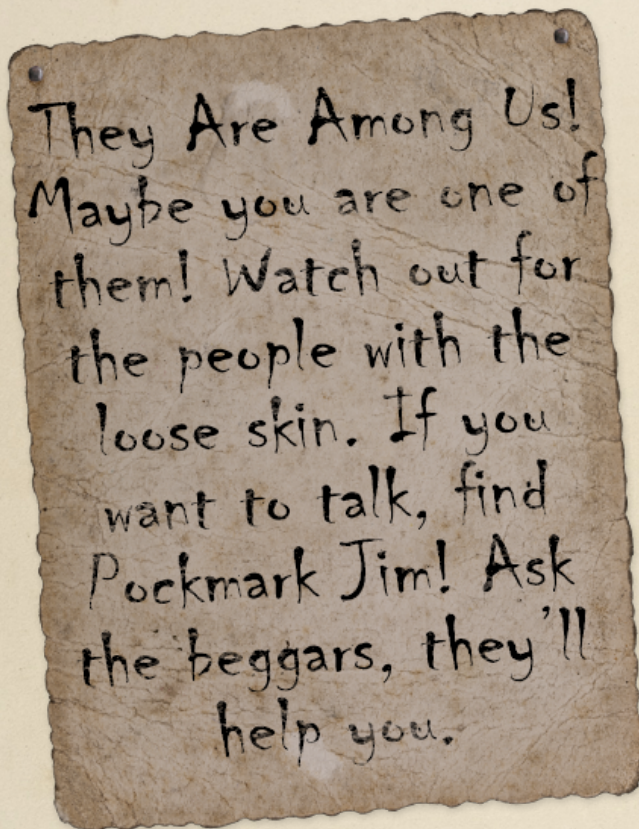 They Are Among Us!
Maybe you are one of
them! Watch out for
the people with the
loose skin. If you
want to talk, find
Pockmark Jim! Ask
the beggars, they'll
help you.